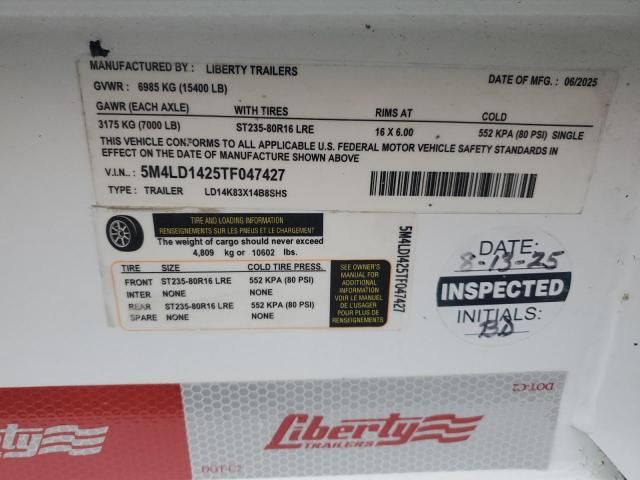 MANUFACTURED BY : LIBERTY TRAILERS DATE OF MFG. : 06/2025
GVWR : 6985 KG (15400 LB)
GAWR (EACH AXLE) WITH TIRES RIMS AT COLD
3175 KG (7000 LB) ST235-80R16 LRE 16 X 6.00 552 KPA (80 PSI) SINGLE
THIS VEHICLE CONFORMS TO ALL APPLICABLE U.S. FEDERAL MOTOR VEHICLE SAFETY STANDARDS IN
EFFECT ON THE DATE OF MANUFACTURE SHOWN ABOVE
V.I.N.: 5M4LD1425TF047427
TYPE : TRAILER LD14K83X14B8SHS
TIRE AND LOADING INFORMATION
RENSEIGNEMENTS SUR LES PNEUS ET LE CHARGEMENT
The weight of cargo should never exceed
4,809 kg or 10602 lbs.
TIRE SIZE COLD TIRE PRESS.
FRONT ST235-80R16 LRE 552 KPA (80 PSI)
INTER NONE NONE
REAR ST235-80R16 LRE 552 KPA (80 PSI)
SPARE NONE NONE
SEE OWNER'S
MANUAL FOR
ADDITIONAL
INFORMATION
VOIR LE MANUEL
DE L'USAGER
POUR PLUS DE
RENSEIGNEMENTS
5M4LD1425TF047427
DATE:
8-13-25
INSPECTED
INITIALS:
BD
DOT-C2
Liberty
Liberty
TRAILERS
DOT-C2